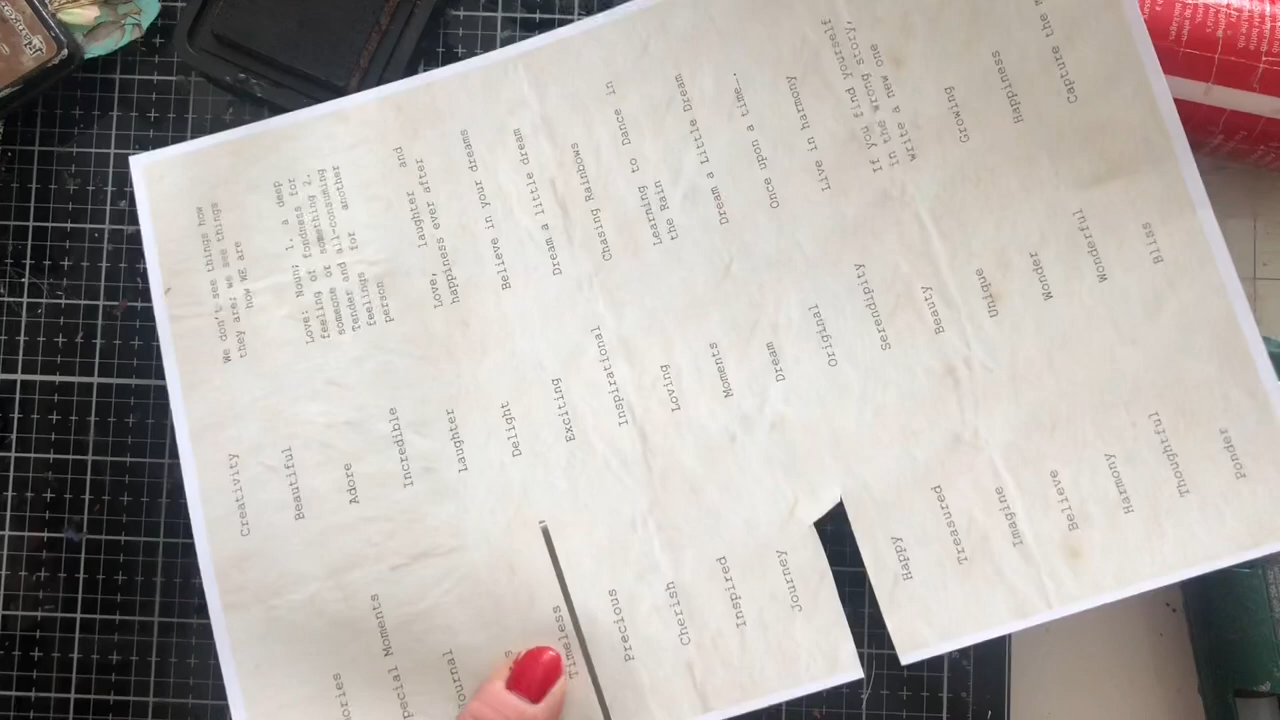 We don't see things how
they are: we see things
how WE are
Love: Noun; 1. a deep
feeling of fondness for
someone or something 2.
Tender and all-consuming
feelings for another
person
Love, laughter and
happiness ever after
Believe in your dreams
Dream a little dream
Chasing Rainbows
Learning to Dance in
the Rain
Dream a Little Dream
Once upon a time..
Live in harmony
If you find yourself
in the wrong story,
write a new one
Growing
Happiness
Capture the
Creativity
Beautiful
Adore
Incredible
Laughter
Delight
Exciting
Inspirational
Loving
Moments
Dream
Original
Serendipity
Beauty
Unique
Wonder
Wonderful
Bliss
ories
pecial Moments
Journal
Timeless
Precious
Cherish
Inspired
Journey
Happy
Treasured
Imagine
Believe
Harmony
Thoughtful
Ponder
Ranger